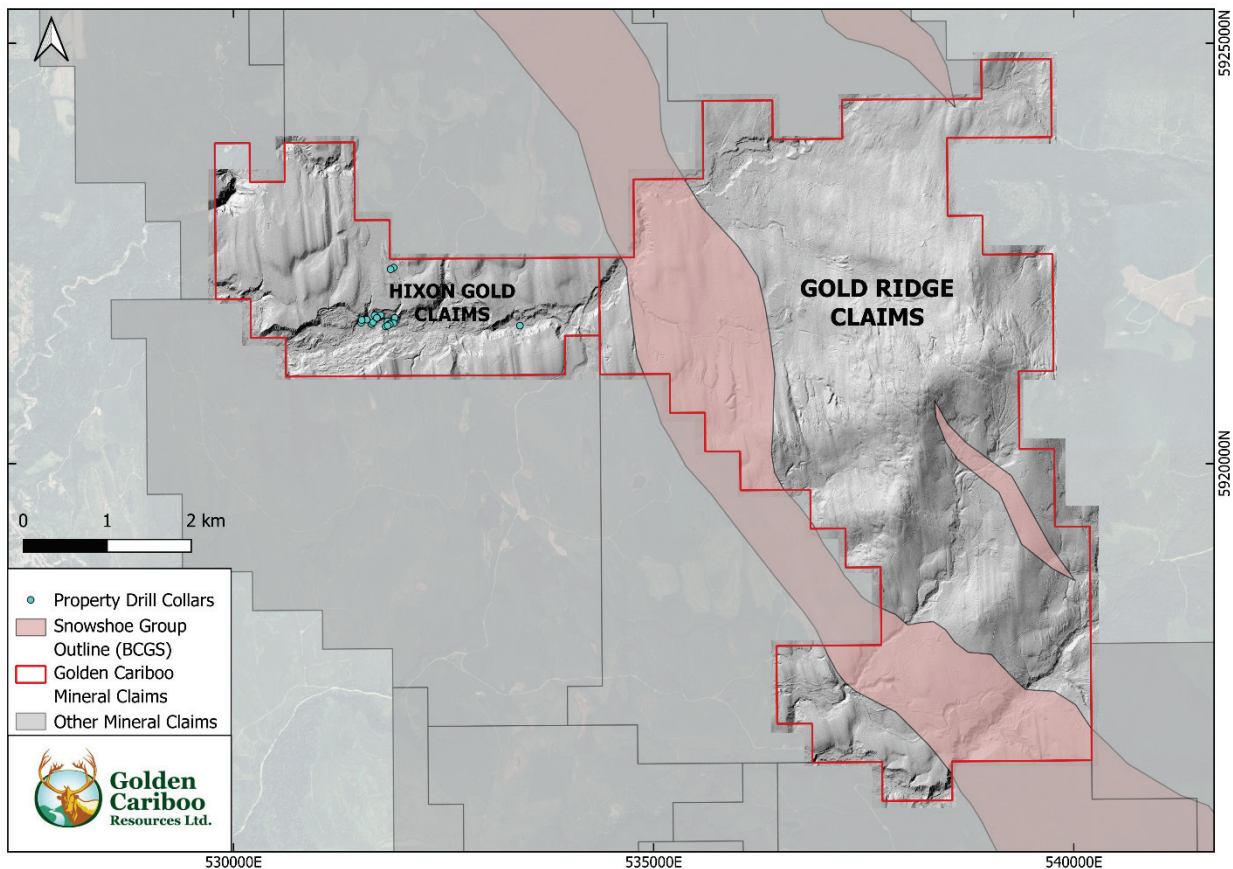 5925000N
HIXON GOLD
CLAIMS
GOLD RIDGE
CLAIMS
5920000N
0 1 2 km
Property Drill Collars
Snowshoe Group
Outline (BCGS)
Golden Cariboo
Mineral Claims
Other Mineral Claims
Golden
Cariboo
Resources Ltd.
530000E 535000E 540000E